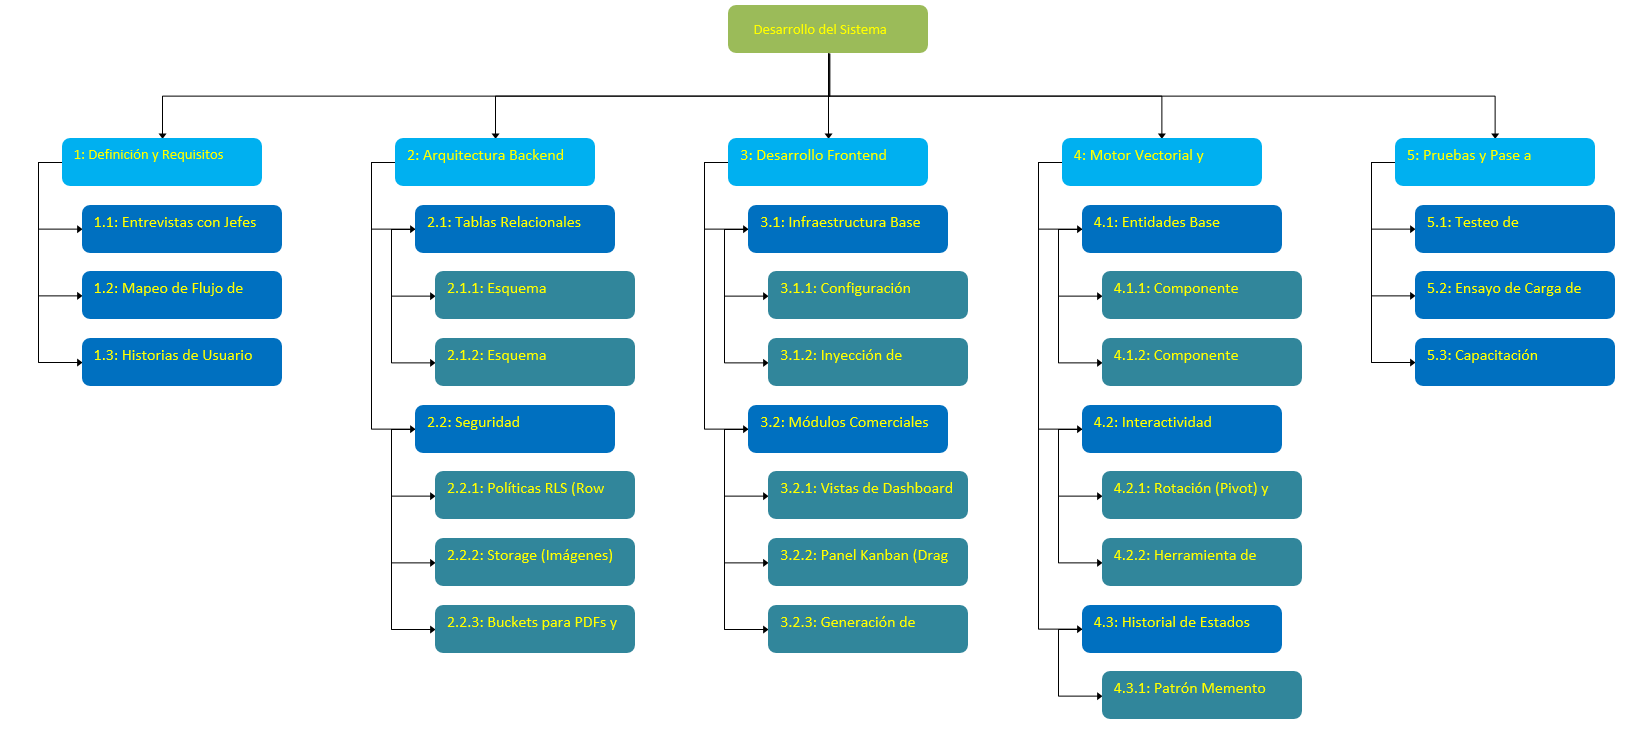 Desarrollo del Sistema
1: Definición y Requisitos
1.1: Entrevistas con Jefes
1.2: Mapeo de Flujo de
1.3: Historias de Usuario
2: Arquitectura Backend
2.1: Tablas Relacionales
2.1.1: Esquema
2.1.2: Esquema
2.2: Seguridad
2.2.1: Políticas RLS (Row
2.2.2: Storage (Imágenes)
2.2.3: Buckets para PDFs y
3: Desarrollo Frontend
3.1: Infraestructura Base
3.1.1: Configuración
3.1.2: Inyección de
3.2: Módulos Comerciales
3.2.1: Vistas de Dashboard
3.2.2: Panel Kanban (Drag
3.2.3: Generación de
4: Motor Vectorial y
4.1: Entidades Base
4.1.1: Componente
4.1.2: Componente
4.2: Interactividad
4.2.1: Rotación (Pivot) y
4.2.2: Herramienta de
4.3: Historial de Estados
4.3.1: Patrón Memento
5: Pruebas y Pase a
5.1: Testeo de
5.2: Ensayo de Carga de
5.3: Capacitación